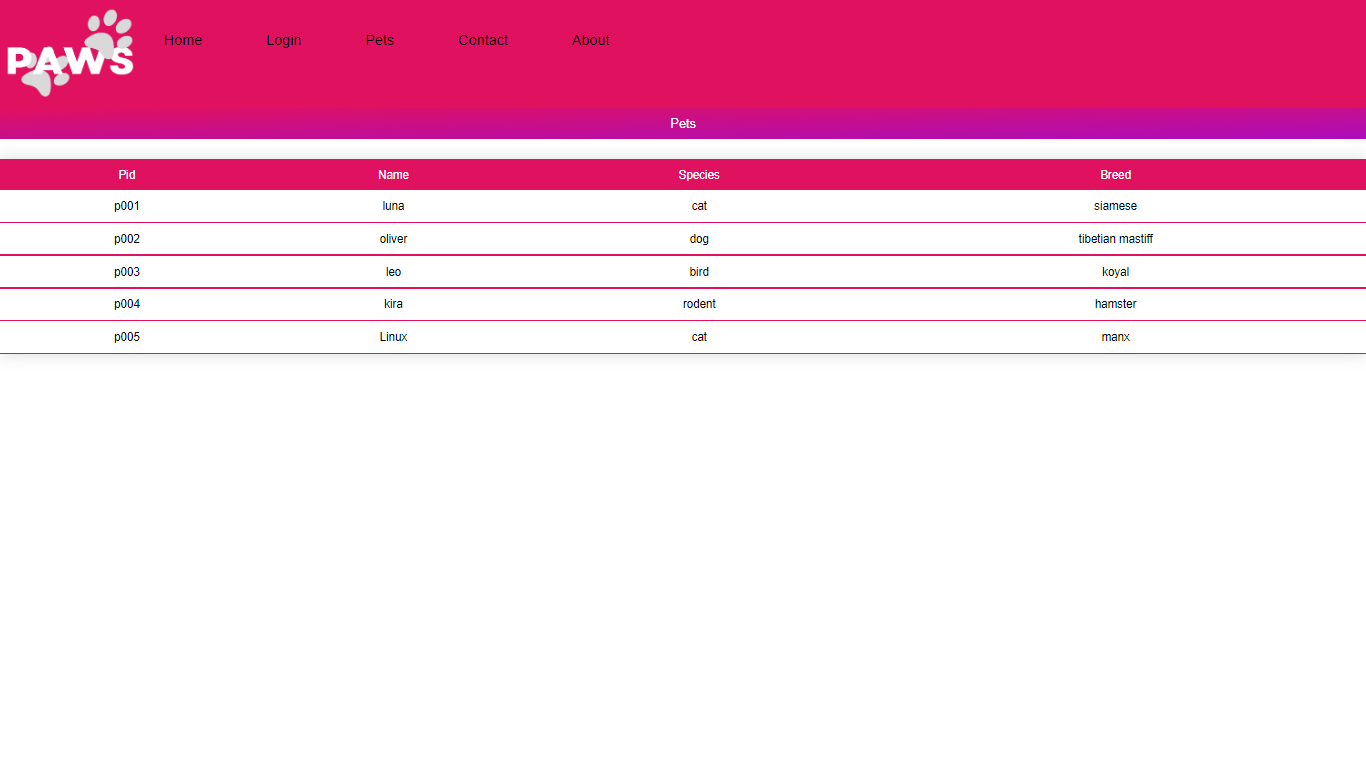 PAWS Home Login Pets Contact About
Pets
Pid Name Species Breed
p001 luna cat siamese
p002 oliver dog tibetian mastiff
p003 leo bird koyal
p004 kira rodent hamster
p005 Linux cat manx